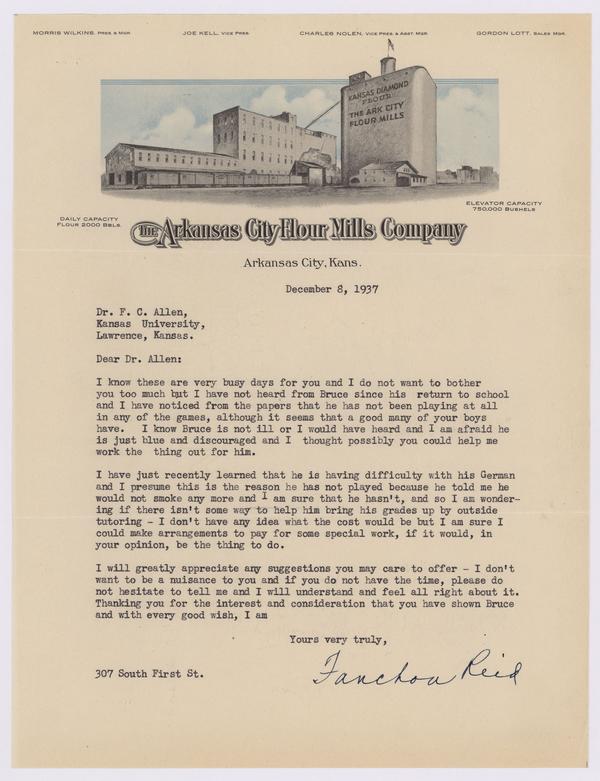 MORRIS WILKINS, PRES. & MGR. JOE KELL, VICE PRES. CHARLES NOLEN, VICE PRES. & ASST. MGR. GORDON LOTT, SALES MGR.
KANSAS DIAMOND
FLOUR
THE ARK CITY
FLOUR MILLS
DAILY CAPACITY
FLOUR 2000 BBLS.
ELEVATOR CAPACITY
750,000 BUSHELS
THE Arkansas City Flour Mills Company
Arkansas City, Kans.
December 8, 1937
Dr. F. C. Allen,
Kansas University,
Lawrence, Kansas.
Dear Dr. Allen:
I know these are very busy days for you and I do not want to bother
you too much but I have not heard from Bruce since his return to school
and I have noticed from the papers that he has not been playing at all
in any of the games, although it seems that a good many of your boys
have. I know Bruce is not ill or I would have heard and I am afraid he
is just blue and discouraged and I thought possibly you could help me
work the thing out for him.
I have just recently learned that he is having difficulty with his German
and I presume this is the reason he has not played because he told me he
would not smoke any more and I am sure that he hasn't, and so I am wonder-
ing if there isn't some way to help him bring his grades up by outside
tutoring - I don't have any idea what the cost would be but I am sure I
could make arrangements to pay for some special work, if it would, in
your opinion, be the thing to do.
I will greatly appreciate any suggestions you may care to offer - I don't
want to be a nuisance to you and if you do not have the time, please do
not hesitate to tell me and I will understand and feel all right about it.
Thanking you for the interest and consideration that you have shown Bruce
and with every good wish, I am
Yours very truly,
Fanchon Reid
307 South First St.